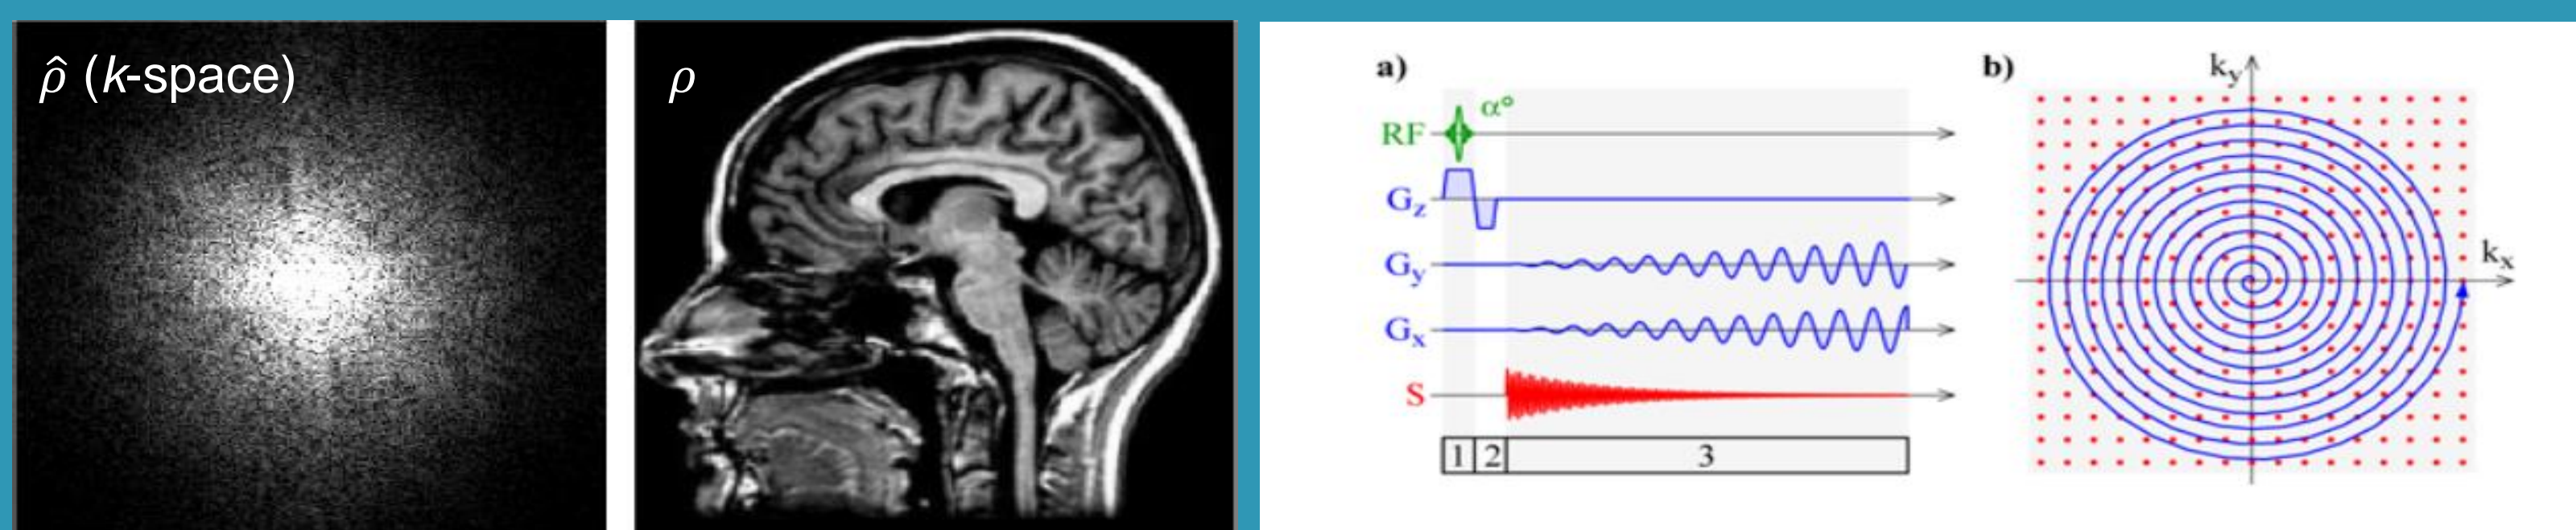 ρ̂ (k-space)
ρ
a)
RF
α°
Gz
Gy
Gx
S
1 2 3
b)
ky
kx